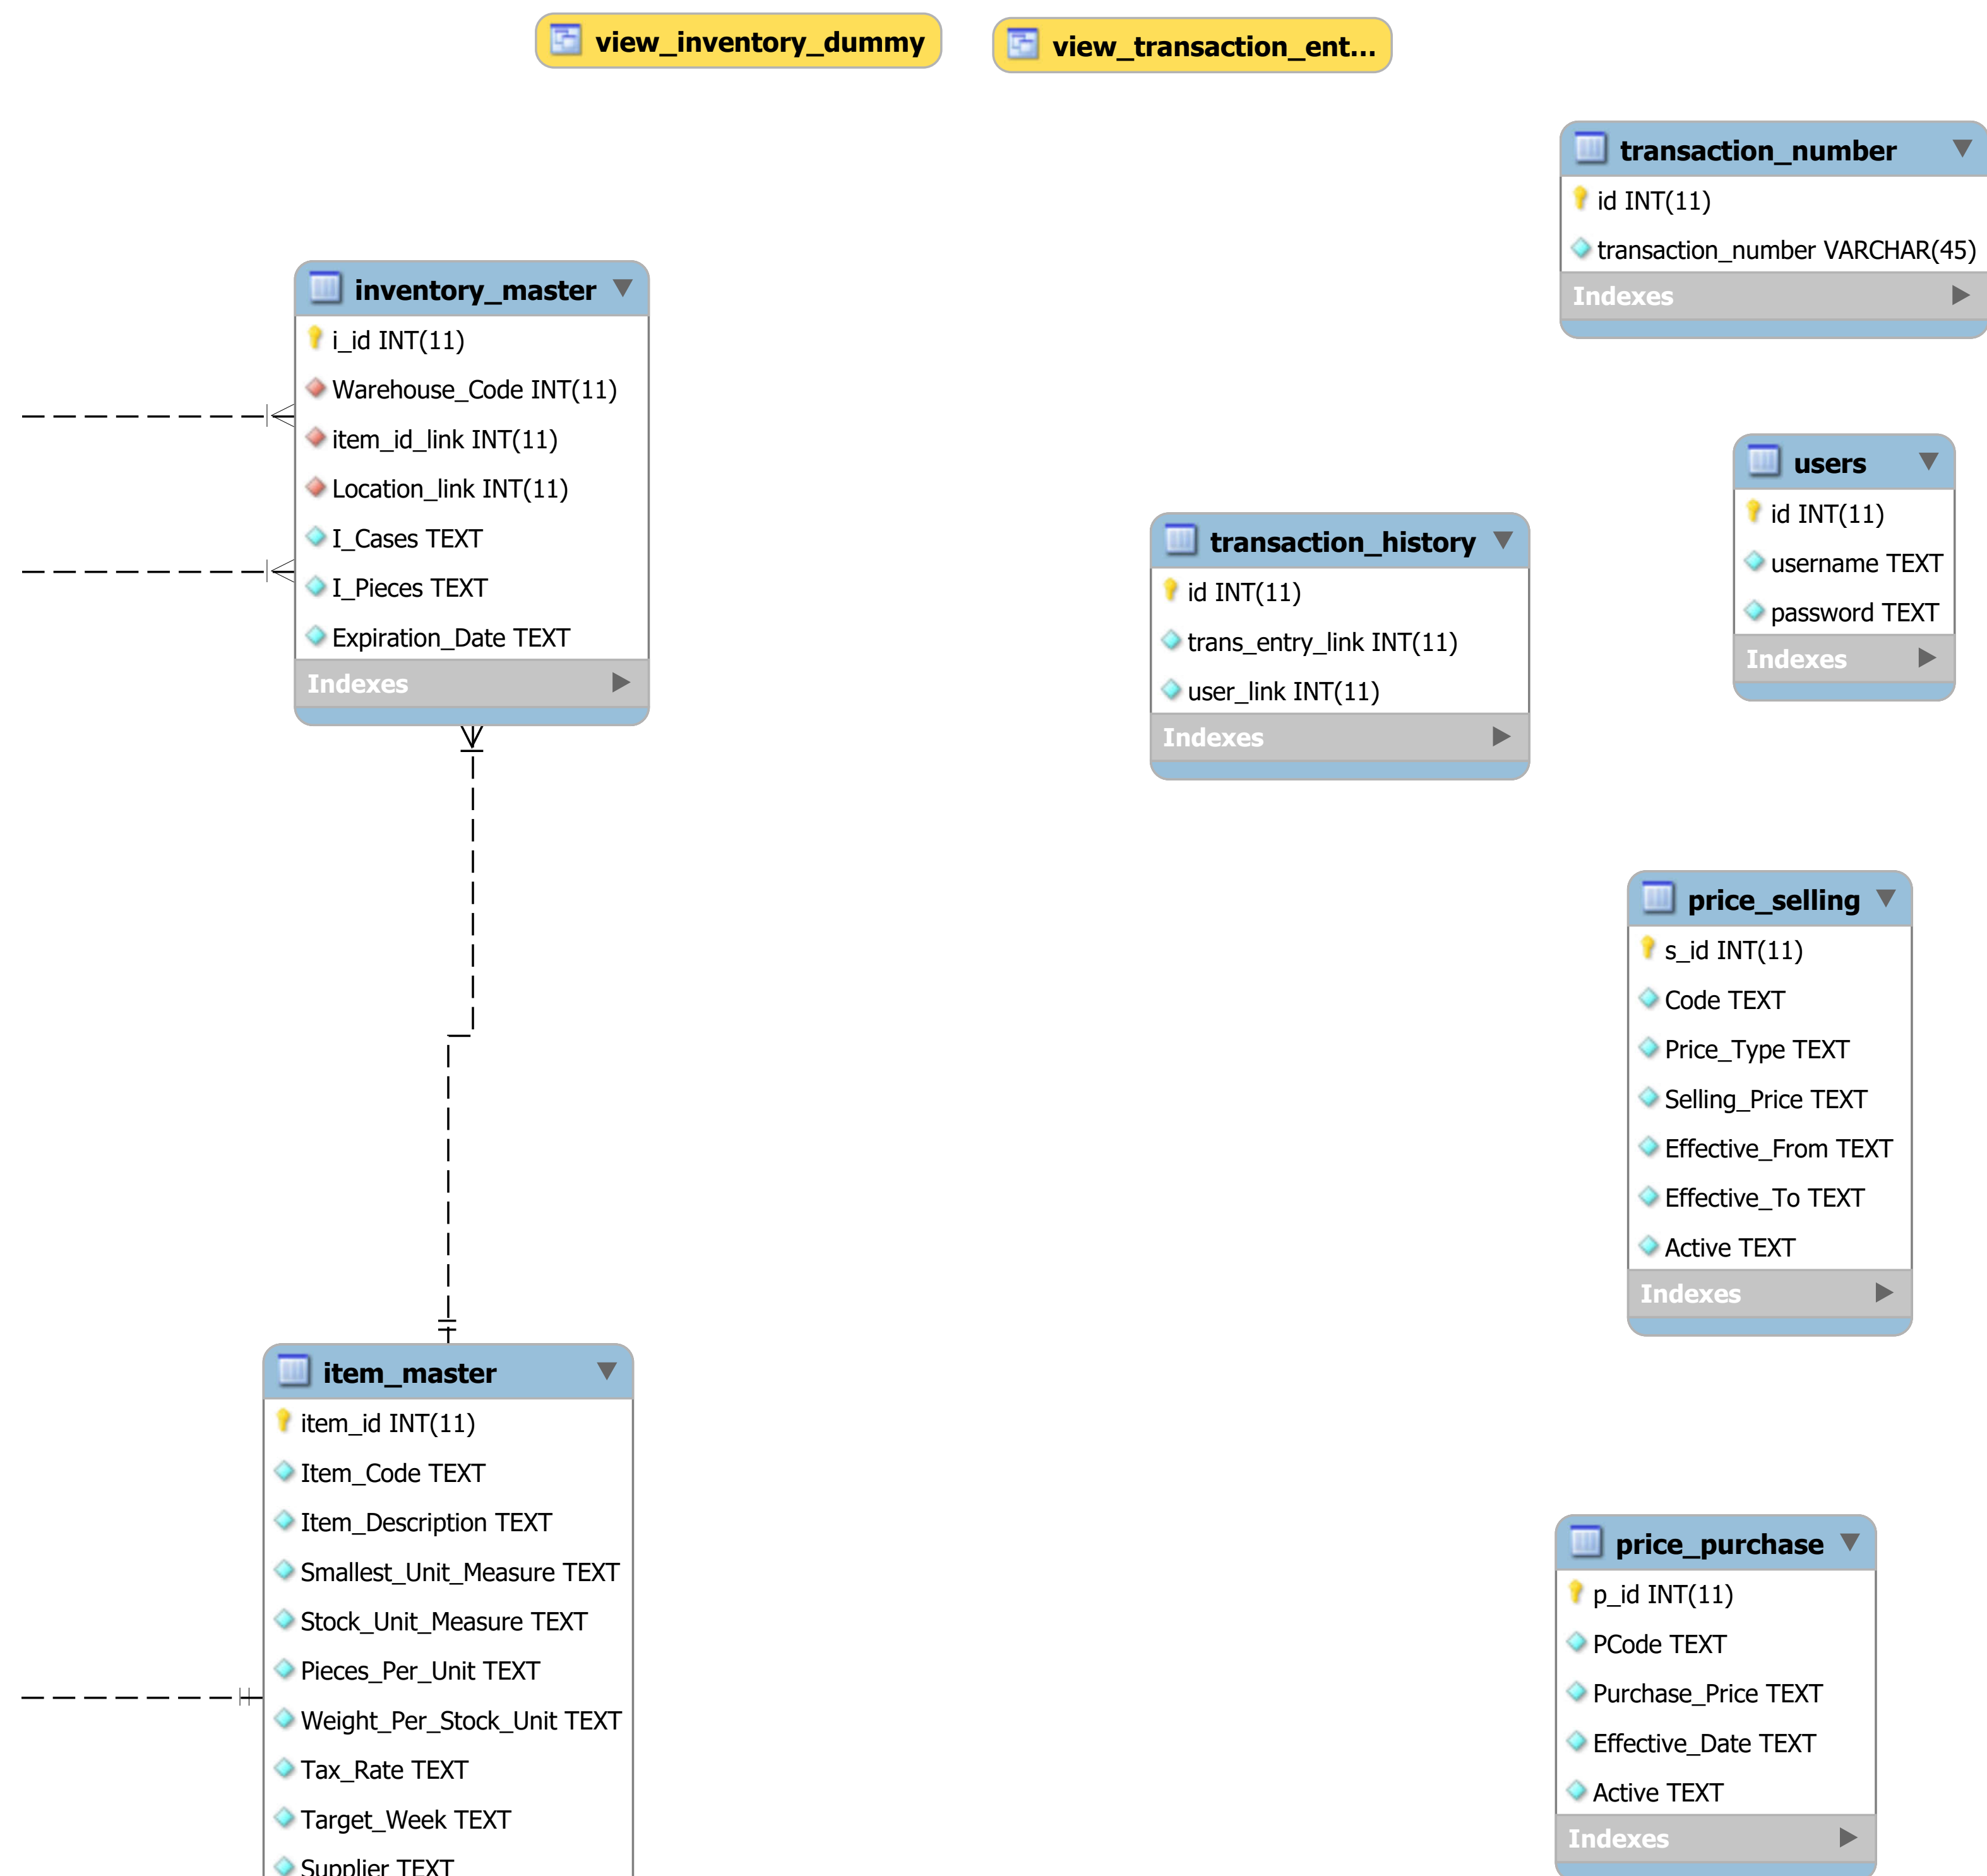 view_inventory_dummy
view_transaction_ent...
transaction_number
id INT(11)
transaction_number VARCHAR(45)
Indexes
inventory_master
i_id INT(11)
Warehouse_Code INT(11)
item_id_link INT(11)
Location_link INT(11)
I_Cases TEXT
I_Pieces TEXT
Expiration_Date TEXT
Indexes
users
id INT(11)
username TEXT
password TEXT
Indexes
transaction_history
id INT(11)
trans_entry_link INT(11)
user_link INT(11)
Indexes
price_selling
s_id INT(11)
Code TEXT
Price_Type TEXT
Selling_Price TEXT
Effective_From TEXT
Effective_To TEXT
Active TEXT
Indexes
item_master
item_id INT(11)
Item_Code TEXT
Item_Description TEXT
Smallest_Unit_Measure TEXT
Stock_Unit_Measure TEXT
Pieces_Per_Unit TEXT
Weight_Per_Stock_Unit TEXT
Tax_Rate TEXT
Target_Week TEXT
Supplier TEXT
price_purchase
p_id INT(11)
PCode TEXT
Purchase_Price TEXT
Effective_Date TEXT
Active TEXT
Indexes